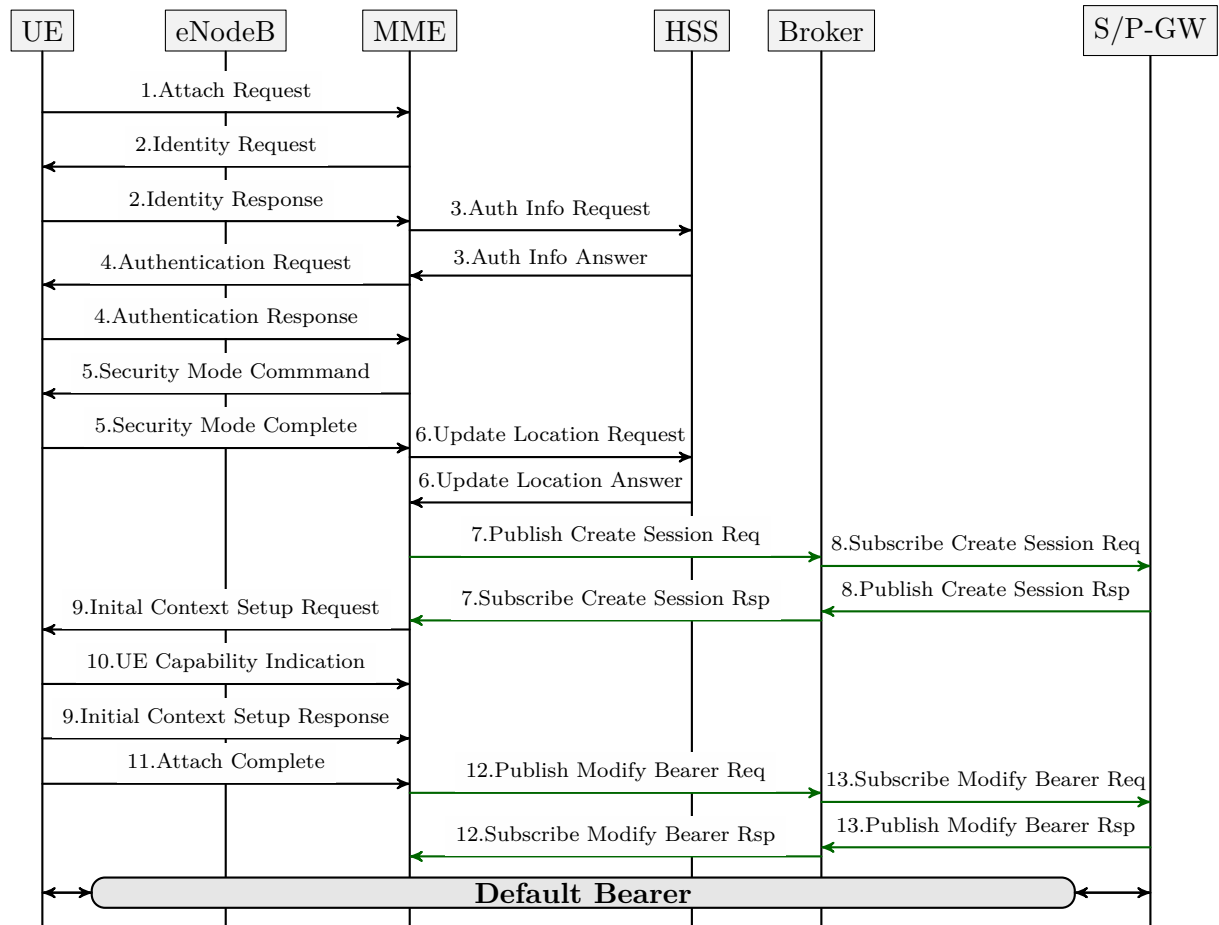 UE
eNodeB
MME
HSS
Broker
S/P-GW
1.Attach Request
2.Identity Request
2.Identity Response
3.Auth Info Request
3.Auth Info Answer
4.Authentication Request
4.Authentication Response
5.Security Mode Commmand
5.Security Mode Complete
6.Update Location Request
6.Update Location Answer
7.Publish Create Session Req
8.Subscribe Create Session Req
8.Publish Create Session Rsp
7.Subscribe Create Session Rsp
9.Inital Context Setup Request
10.UE Capability Indication
9.Initial Context Setup Response
11.Attach Complete
12.Publish Modify Bearer Req
13.Subscribe Modify Bearer Req
13.Publish Modify Bearer Rsp
12.Subscribe Modify Bearer Rsp
Default Bearer